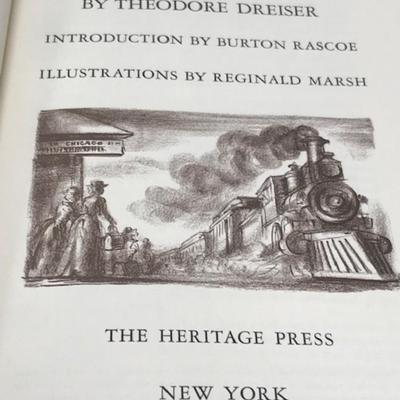 BY THEODORE DREISER
INTRODUCTION BY BURTON RASCOE
ILLUSTRATIONS BY REGINALD MARSH
CHICAGO
THE HERITAGE PRESS
NEW YORK